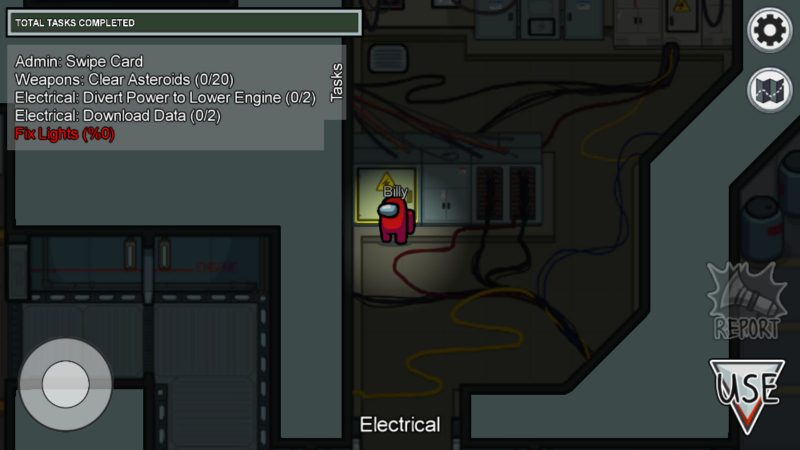 TOTAL TASKS COMPLETED
Admin: Swipe Card
Weapons: Clear Asteroids (0/20)
Electrical: Divert Power to Lower Engine (0/2)
Electrical: Download Data (0/2)
Fix Lights (%0)
Tasks
Billy
ENGINE
REPORT
USE
Electrical